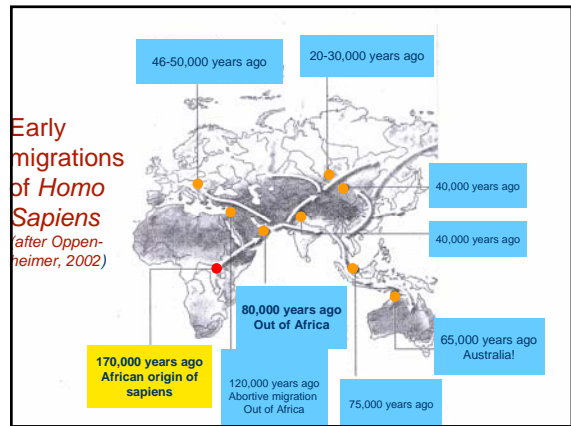 46-50,000 years ago
20-30,000 years ago
Early
migrations
of Homo
Sapiens
(after Oppen-
heimer, 2002)
40,000 years ago
40,000 years ago
80,000 years ago
Out of Africa
65,000 years ago
Australia!
170,000 years ago
African origin of
sapiens
120,000 years ago
Abortive migration
Out of Africa
75,000 years ago